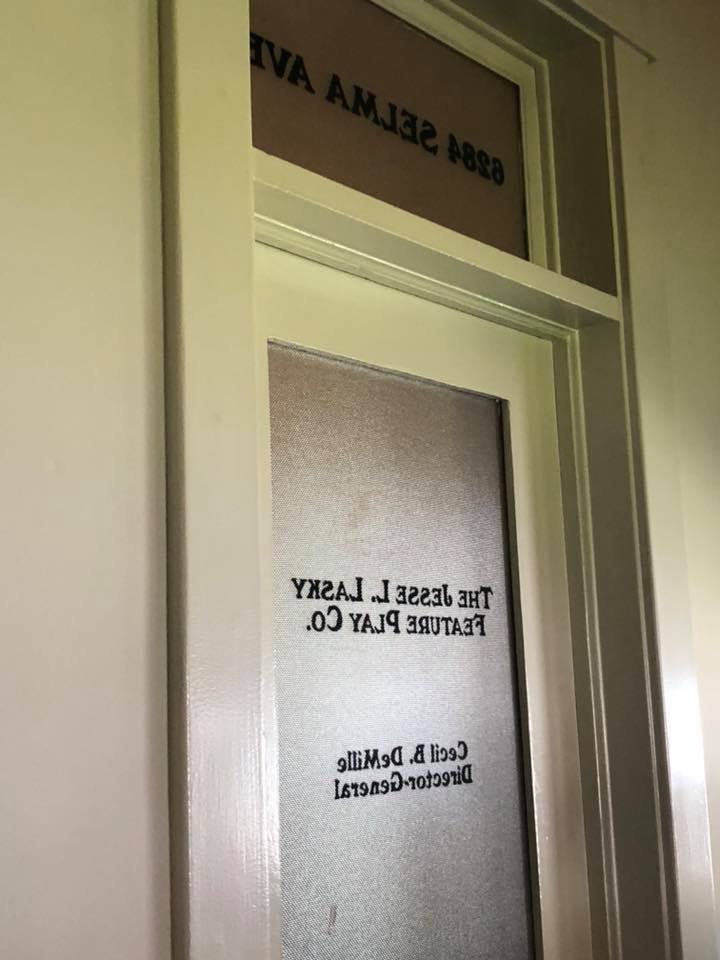 6284 SELMA AVE
THE JESSE L. LASKY
FEATURE PLAY CO.
Cecil B. DeMille
Director-General